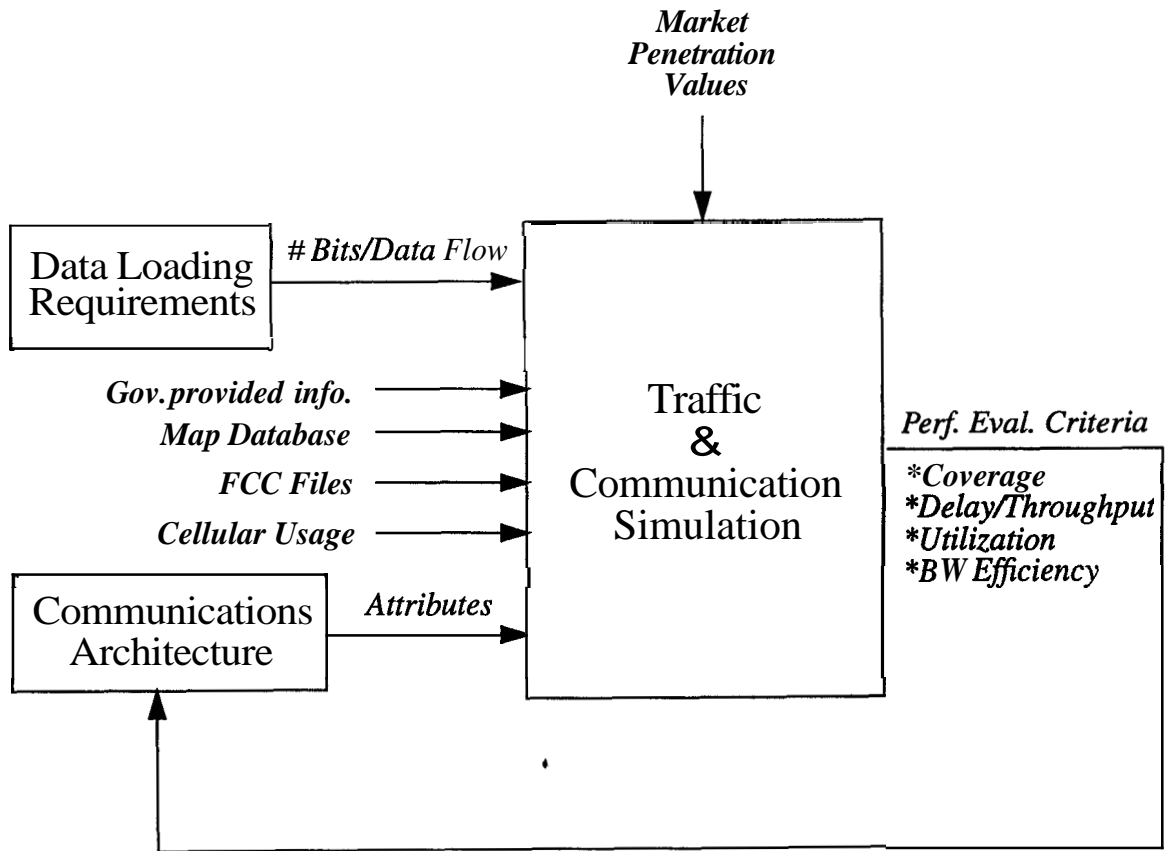 Market
Penetration
Values
# Bits/Data Flow
Data Loading
Requirements
Gov.provided info.
Map Database
FCC Files
Cellular Usage
Traffic
&
Communication
Simulation
Perf. Eval. Criteria
*Coverage
*Delay/Throughput
*Utilization
*BW Efficiency
Attributes
Communications
Architecture